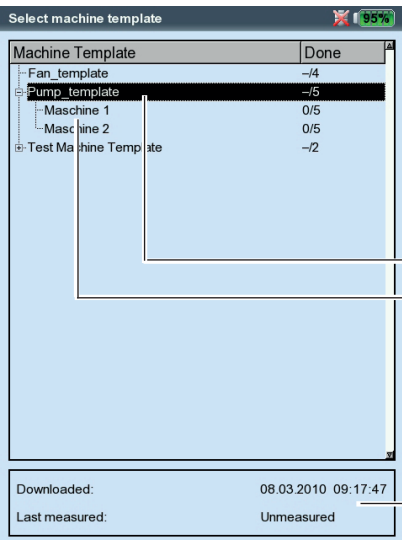 Select machine template 95%
Machine Template Done
Fan_template –/4
Pump_template –/5
Maschine 1 0/5
Maschine 2 0/5
Test Machine Template –/2
Downloaded: 08.03.2010 09:17:47
Last measured: Unmeasured